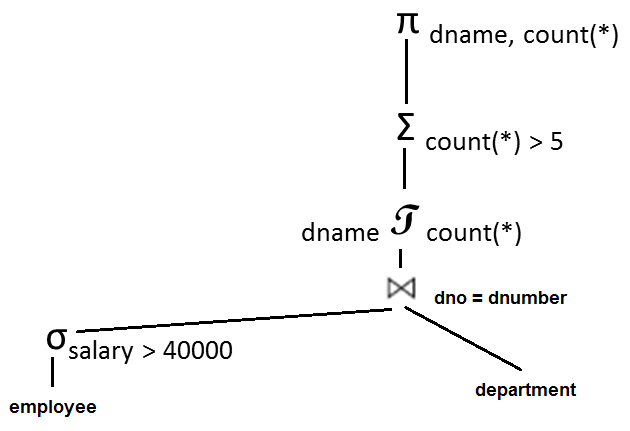 π dname, count(*)
Σ count(*) > 5
dname 𝓣 count(*)
⋈ dno = dnumber
σ salary > 40000
department
employee